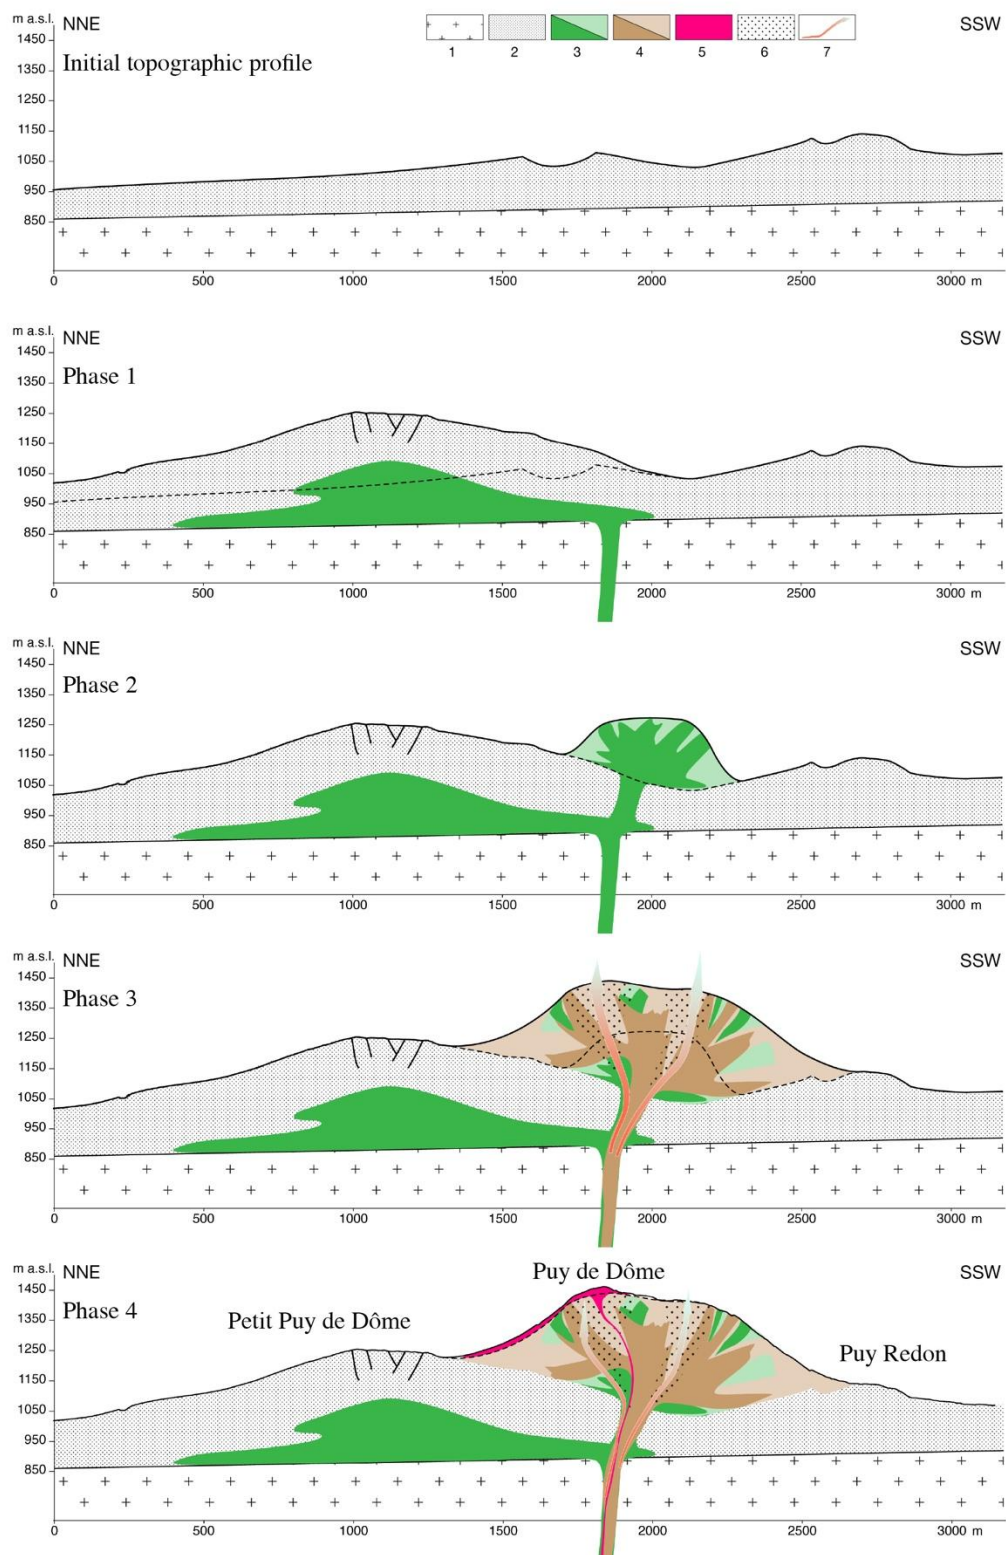 m a.s.l. NNE SSW
1 2 3 4 5 6 7
Initial topographic profile
1450
1350
1250
1150
1050
950
850
0 500 1000 1500 2000 2500 3000 m
m a.s.l. NNE SSW
1450
Phase 1
1350
1250
1150
1050
950
850
0 500 1000 1500 2000 2500 3000 m
m a.s.l. NNE SSW
1450
Phase 2
1350
1250
1150
1050
950
850
0 500 1000 1500 2000 2500 3000 m
m a.s.l. NNE SSW
1450
Phase 3
1350
1250
1150
1050
950
850
0 500 1000 1500 2000 2500 3000 m
m a.s.l. NNE Puy de Dôme SSW
1450
Phase 4
Petit Puy de Dôme
1350
Puy Redon
1250
1150
1050
950
850
0 500 1000 1500 2000 2500 3000 m